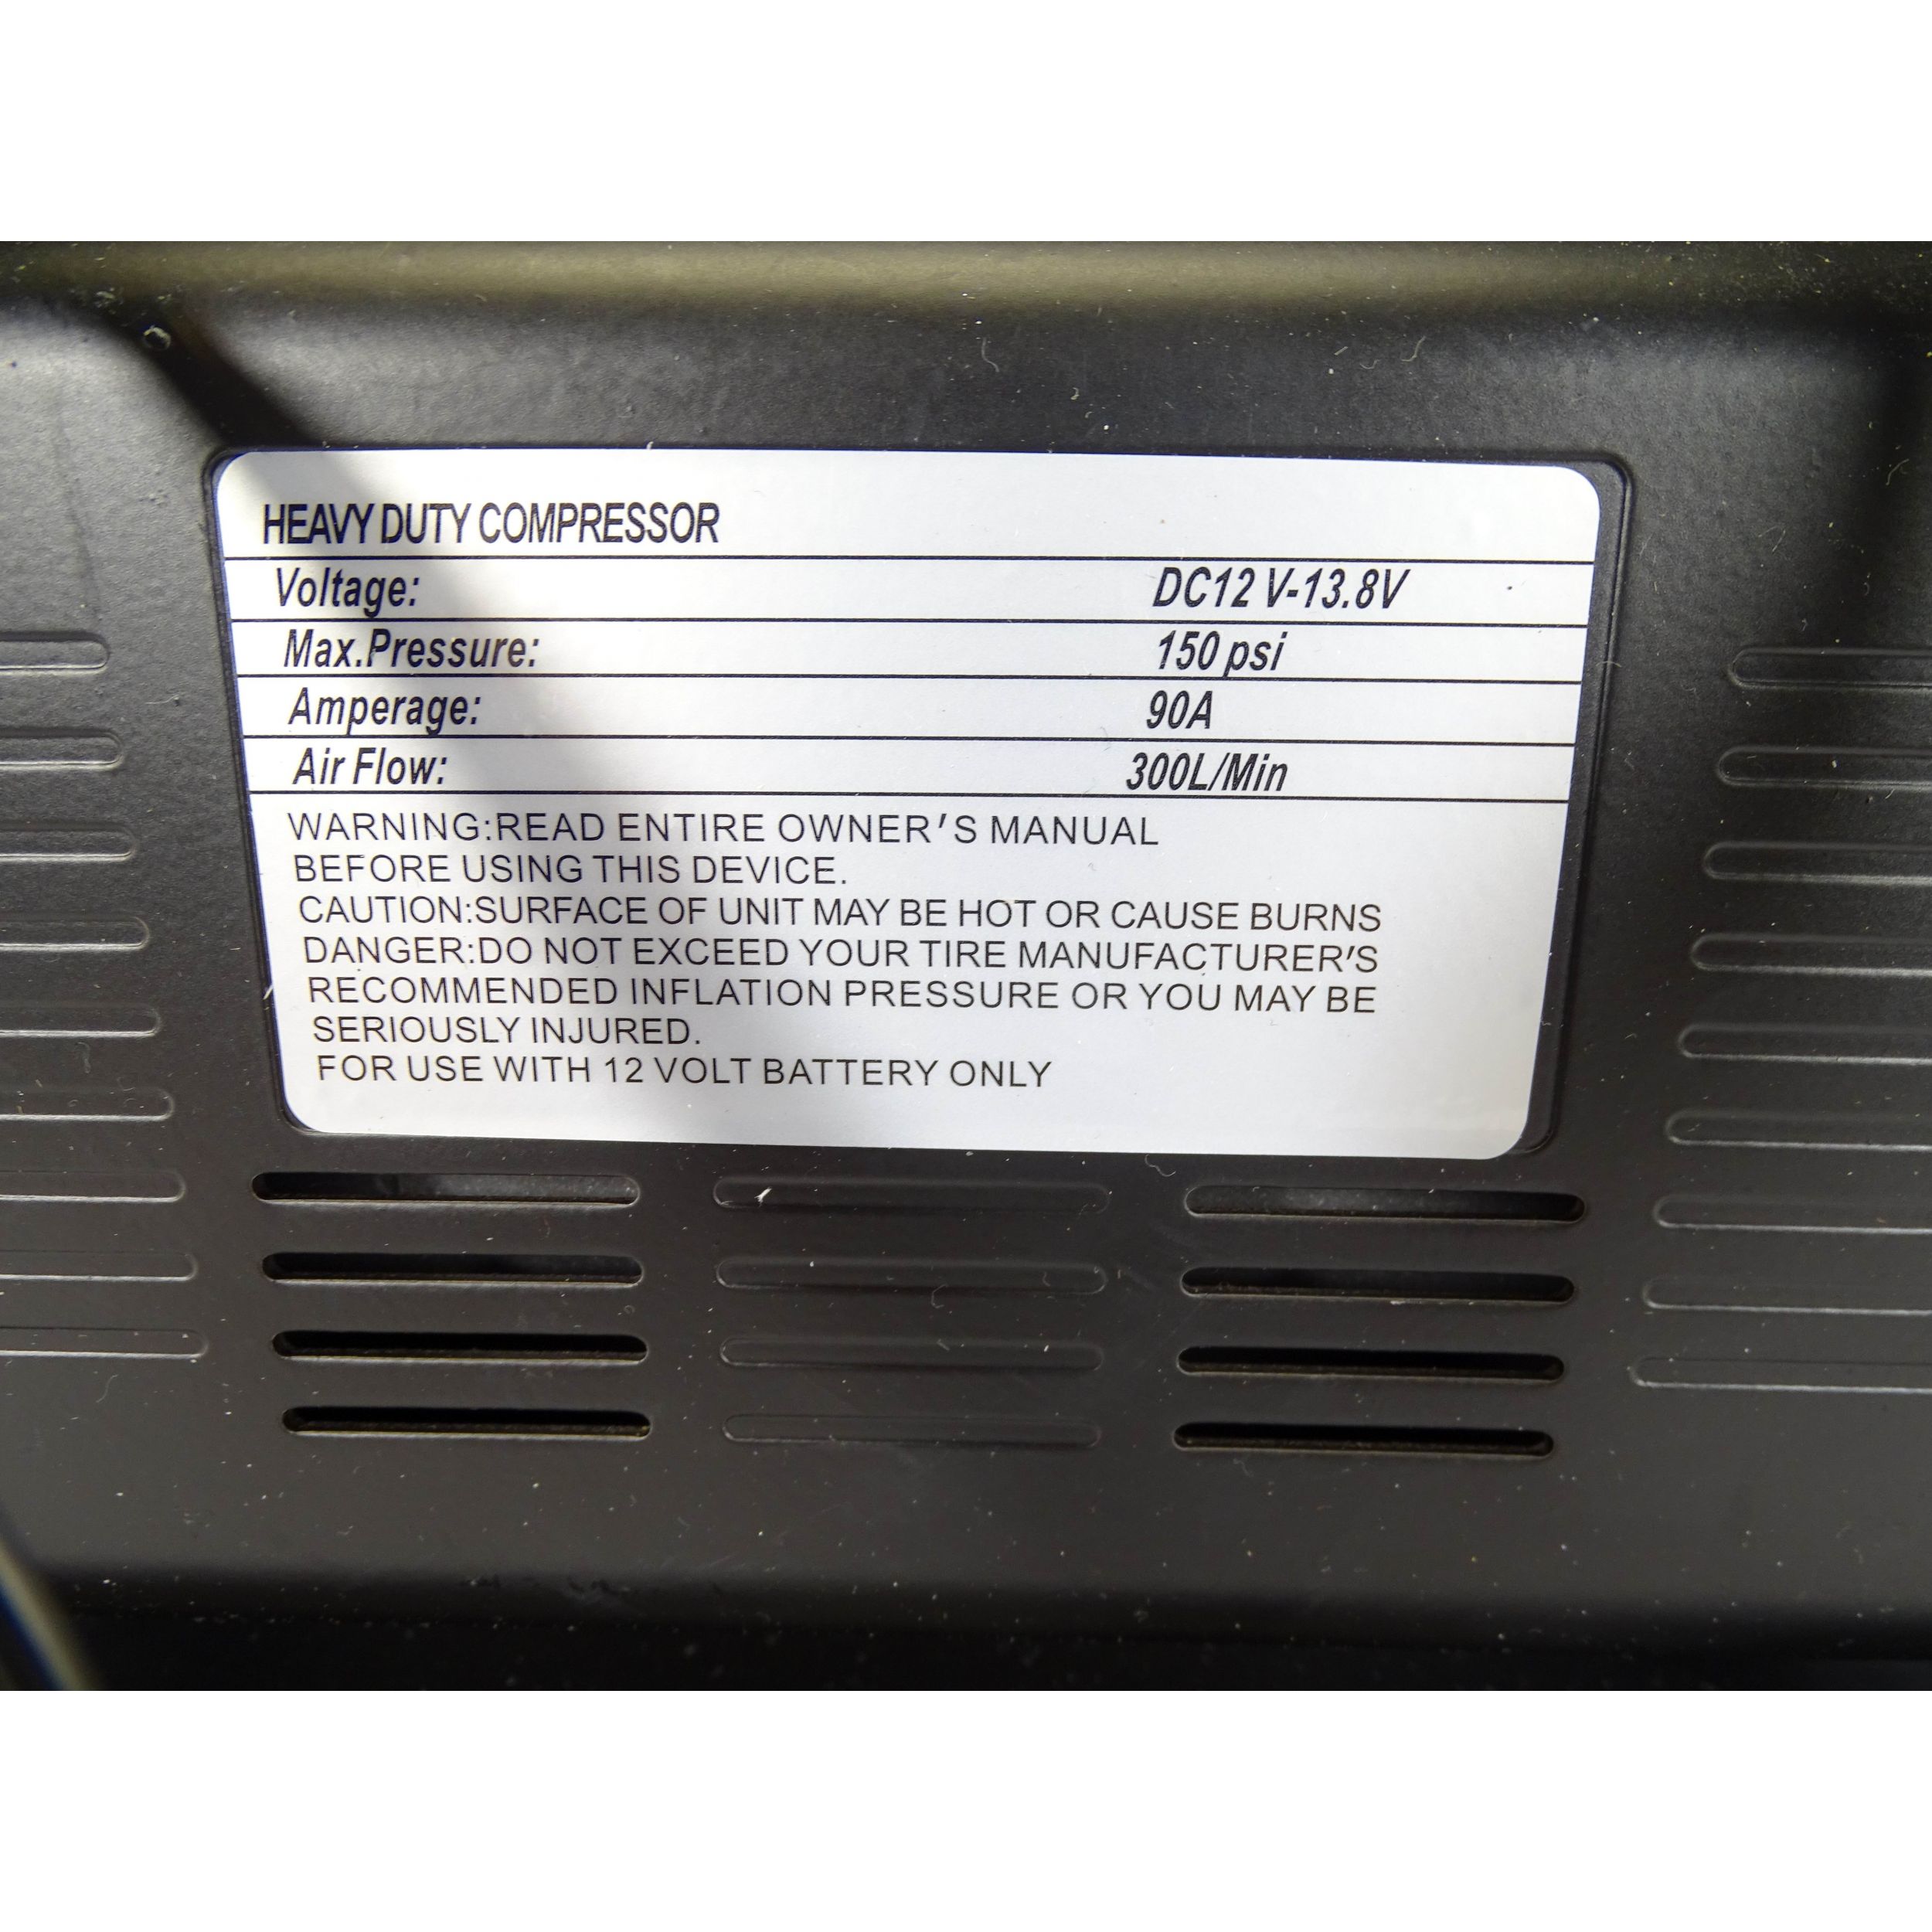 HEAVY DUTY COMPRESSOR
Voltage: DC12 V-13.8V
Max.Pressure: 150 psi
Amperage: 90A
Air Flow: 300L/Min
WARNING:READ ENTIRE OWNER'S MANUAL
BEFORE USING THIS DEVICE.
CAUTION:SURFACE OF UNIT MAY BE HOT OR CAUSE BURNS
DANGER:DO NOT EXCEED YOUR TIRE MANUFACTURER'S
RECOMMENDED INFLATION PRESSURE OR YOU MAY BE
SERIOUSLY INJURED.
FOR USE WITH 12 VOLT BATTERY ONLY